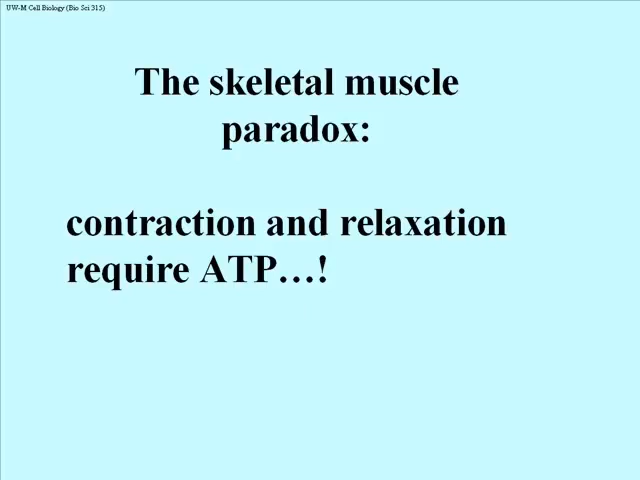 UW-M Cell Biology (Bio Sci 315)
The skeletal muscle
paradox:
contraction and relaxation
require ATP…!